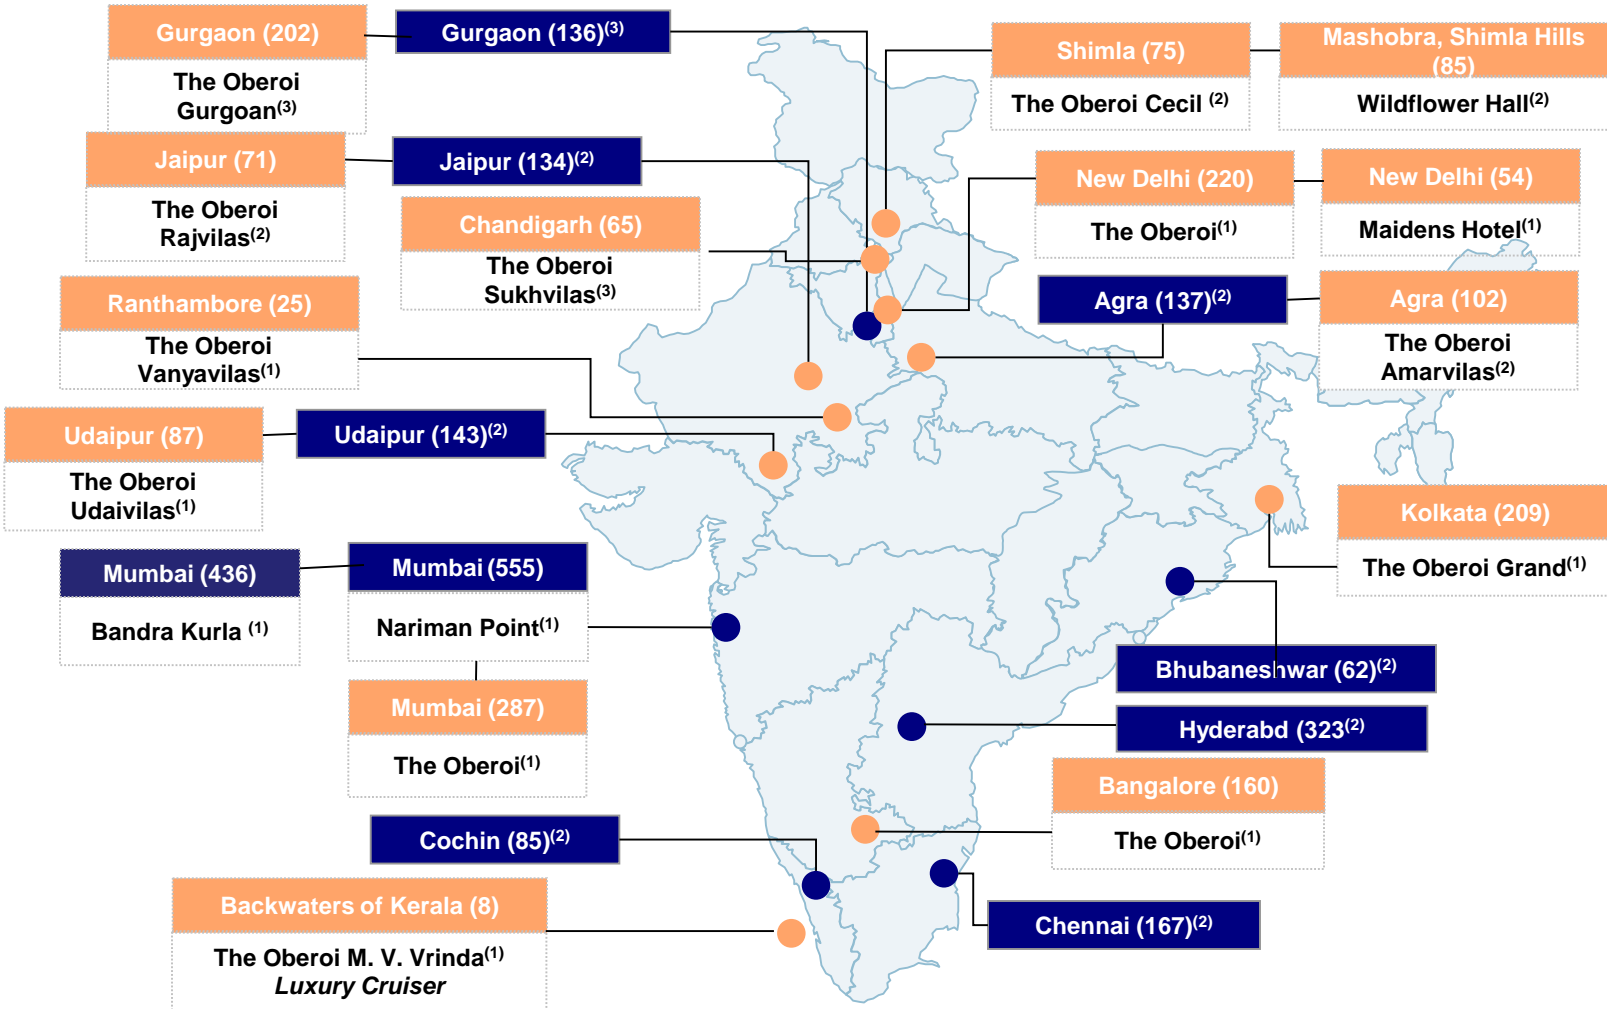 Gurgaon (202)
The Oberoi
Gurgoan(3)
Gurgaon (136)(3)
Shimla (75)
The Oberoi Cecil (2)
Mashobra, Shimla Hills
(85)
Wildflower Hall(2)
Jaipur (71)
The Oberoi
Rajvilas(2)
Jaipur (134)(2)
Chandigarh (65)
The Oberoi
Sukhvilas(3)
New Delhi (220)
The Oberoi(1)
New Delhi (54)
Maidens Hotel(1)
Ranthambore (25)
The Oberoi
Vanyavilas(1)
Agra (137)(2)
Agra (102)
The Oberoi
Amarvilas(2)
Udaipur (87)
The Oberoi
Udaivilas(1)
Udaipur (143)(2)
Kolkata (209)
The Oberoi Grand(1)
Mumbai (436)
Bandra Kurla (1)
Mumbai (555)
Nariman Point(1)
Mumbai (287)
The Oberoi(1)
Bhubaneshwar (62)(2)
Hyderabd (323(2)
Bangalore (160)
The Oberoi(1)
Cochin (85)(2)
Backwaters of Kerala (8)
The Oberoi M. V. Vrinda(1)
Luxury Cruiser
Chennai (167)(2)